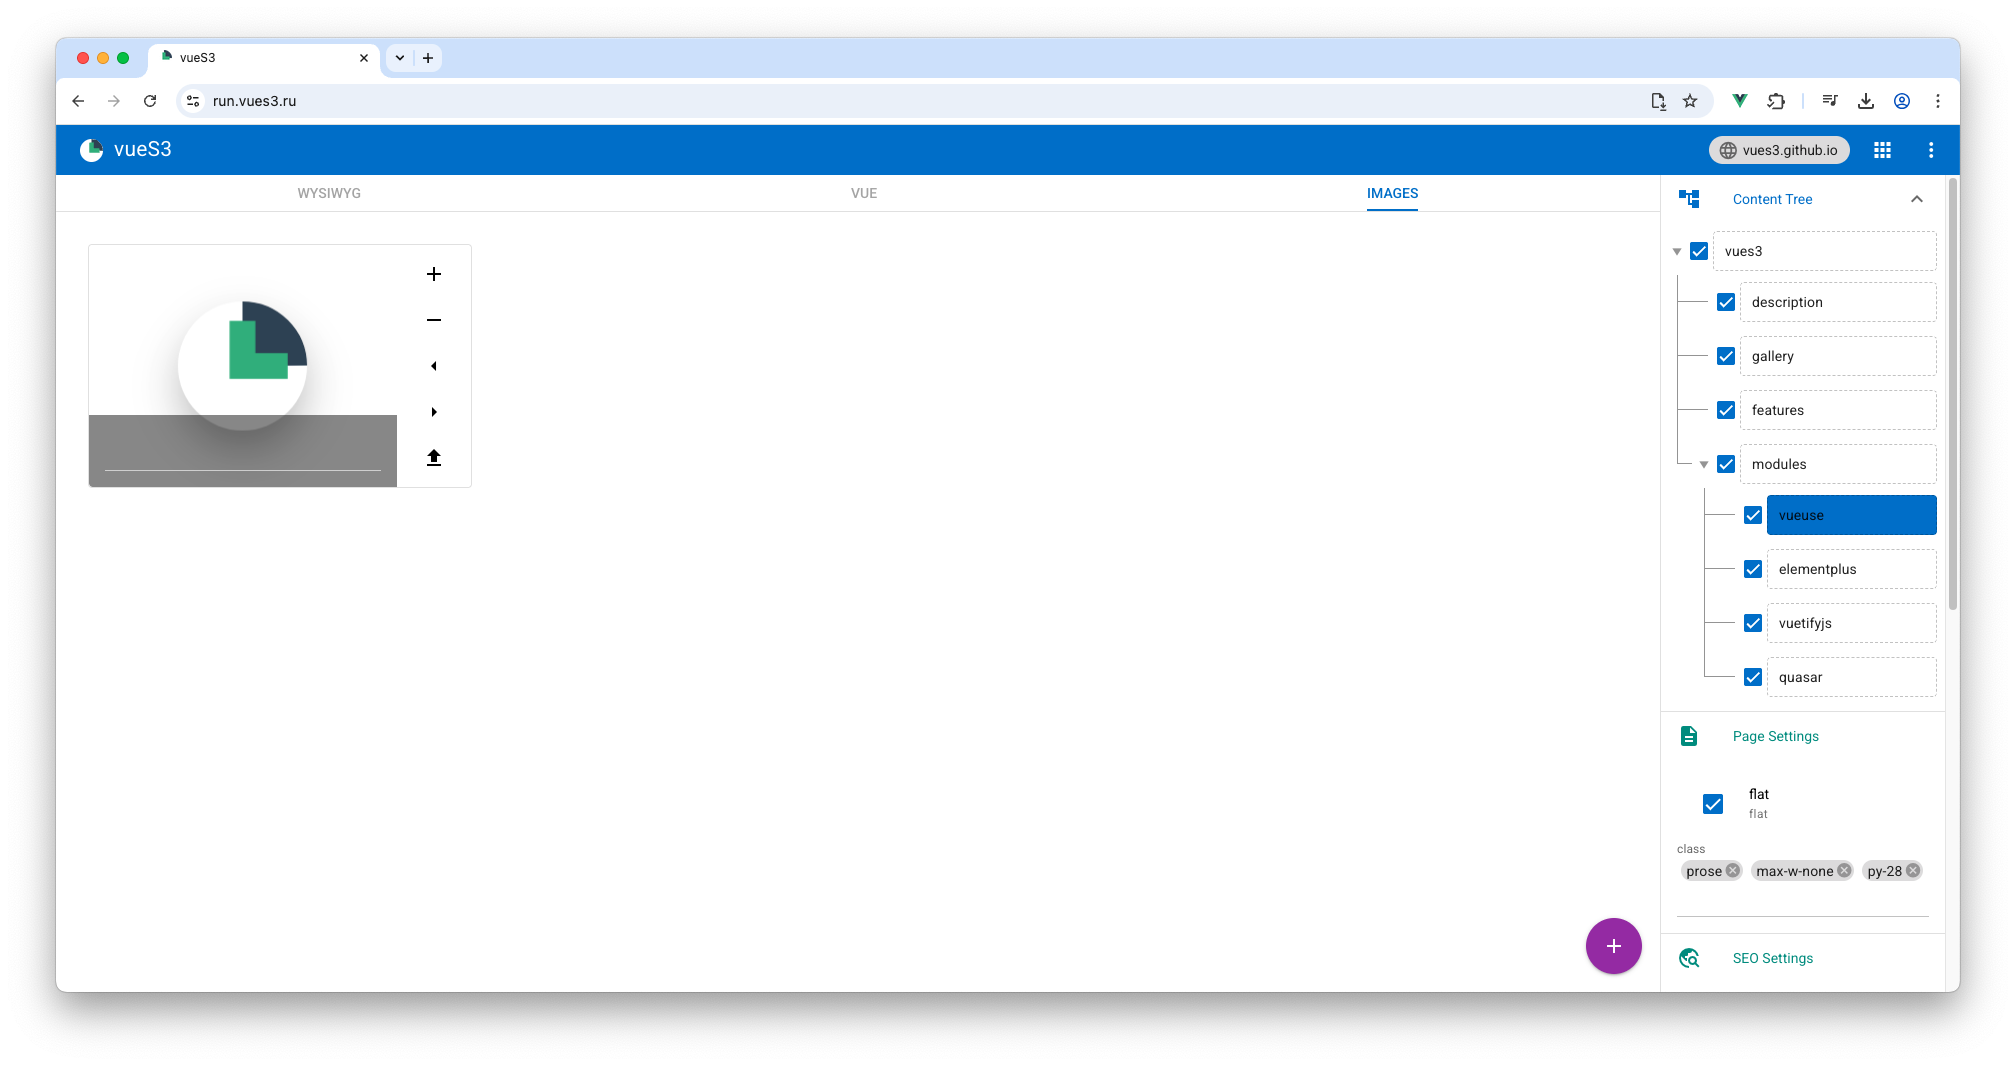 vueS3
run.vues3.ru
vueS3
vues3.github.io
WYSIWYG
VUE
IMAGES
Content Tree
vues3
description
gallery
features
modules
vueuse
elementplus
vuetifyjs
quasar
Page Settings
flat
flat
class
prose max-w-none py-28
SEO Settings